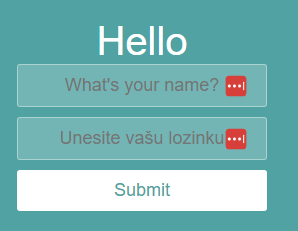 Hello
What's your name?
Unesite vašu lozinku
Submit